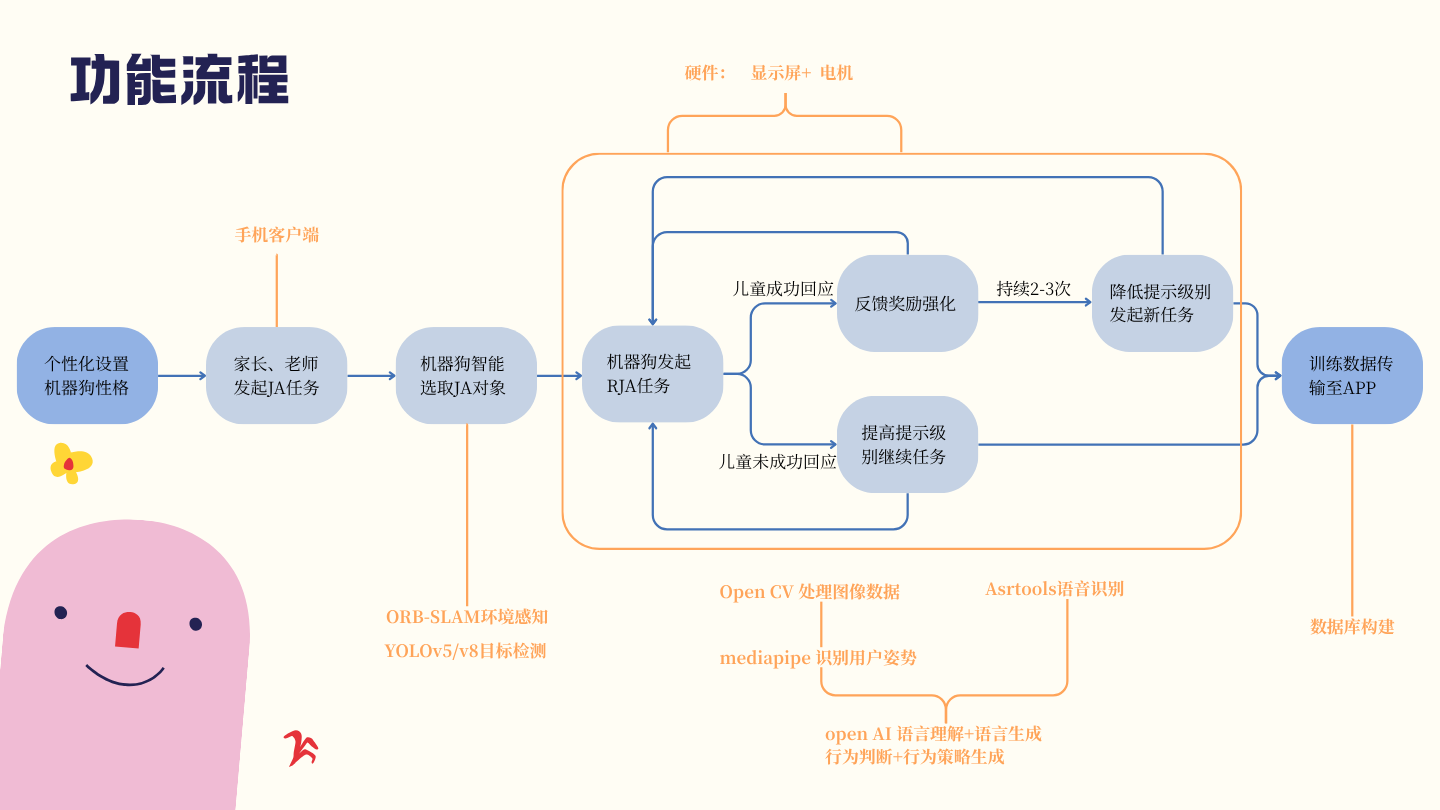 功能流程
硬件： 显示屏+ 电机
手机客户端
个性化设置
机器狗性格
家长、老师
发起JA任务
机器狗智能
选取JA对象
机器狗发起
RJA任务
儿童成功回应
反馈奖励强化
持续2-3次
降低提示级别
发起新任务
儿童未成功回应
提高提示级
别继续任务
训练数据传
输至APP
ORB-SLAM环境感知
YOLOv5/v8目标检测
Open CV 处理图像数据
Asrtools语音识别
mediapipe 识别用户姿势
open AI 语言理解+语言生成
行为判断+行为策略生成
数据库构建